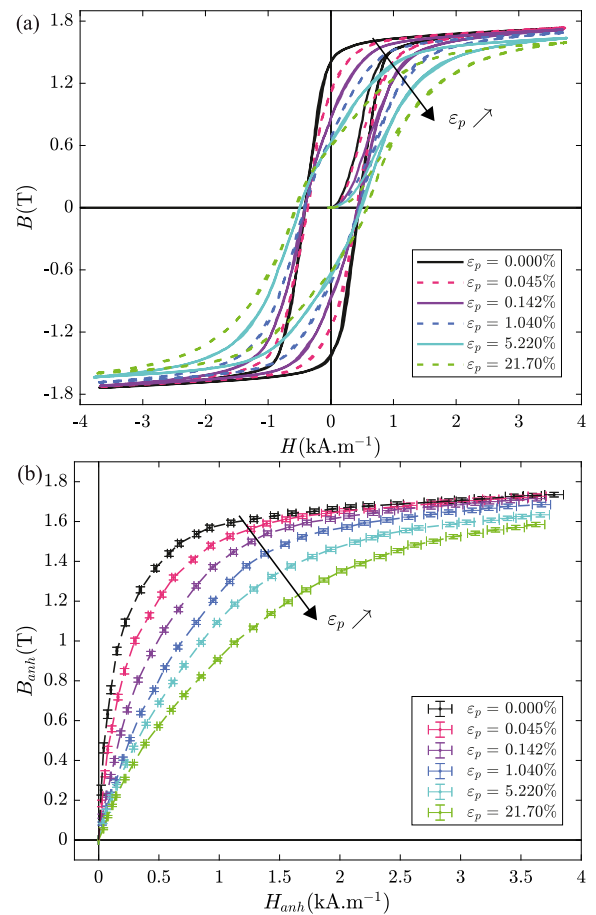 (a)
1.8
1.2
0.6
0
-0.6
-1.2
-1.8
B(T)
εₚ ↗
εₚ = 0.000%
εₚ = 0.045%
εₚ = 0.142%
εₚ = 1.040%
εₚ = 5.220%
εₚ = 21.70%
-4 -3 -2 -1 0 1 2 3 4
H(kA.m⁻¹)
(b)
1.8
1.6
1.4
1.2
1
0.8
0.6
0.4
0.2
0
B_anh(T)
εₚ ↗
εₚ = 0.000%
εₚ = 0.045%
εₚ = 0.142%
εₚ = 1.040%
εₚ = 5.220%
εₚ = 21.70%
0 0.5 1 1.5 2 2.5 3 3.5 4
H_anh(kA.m⁻¹)